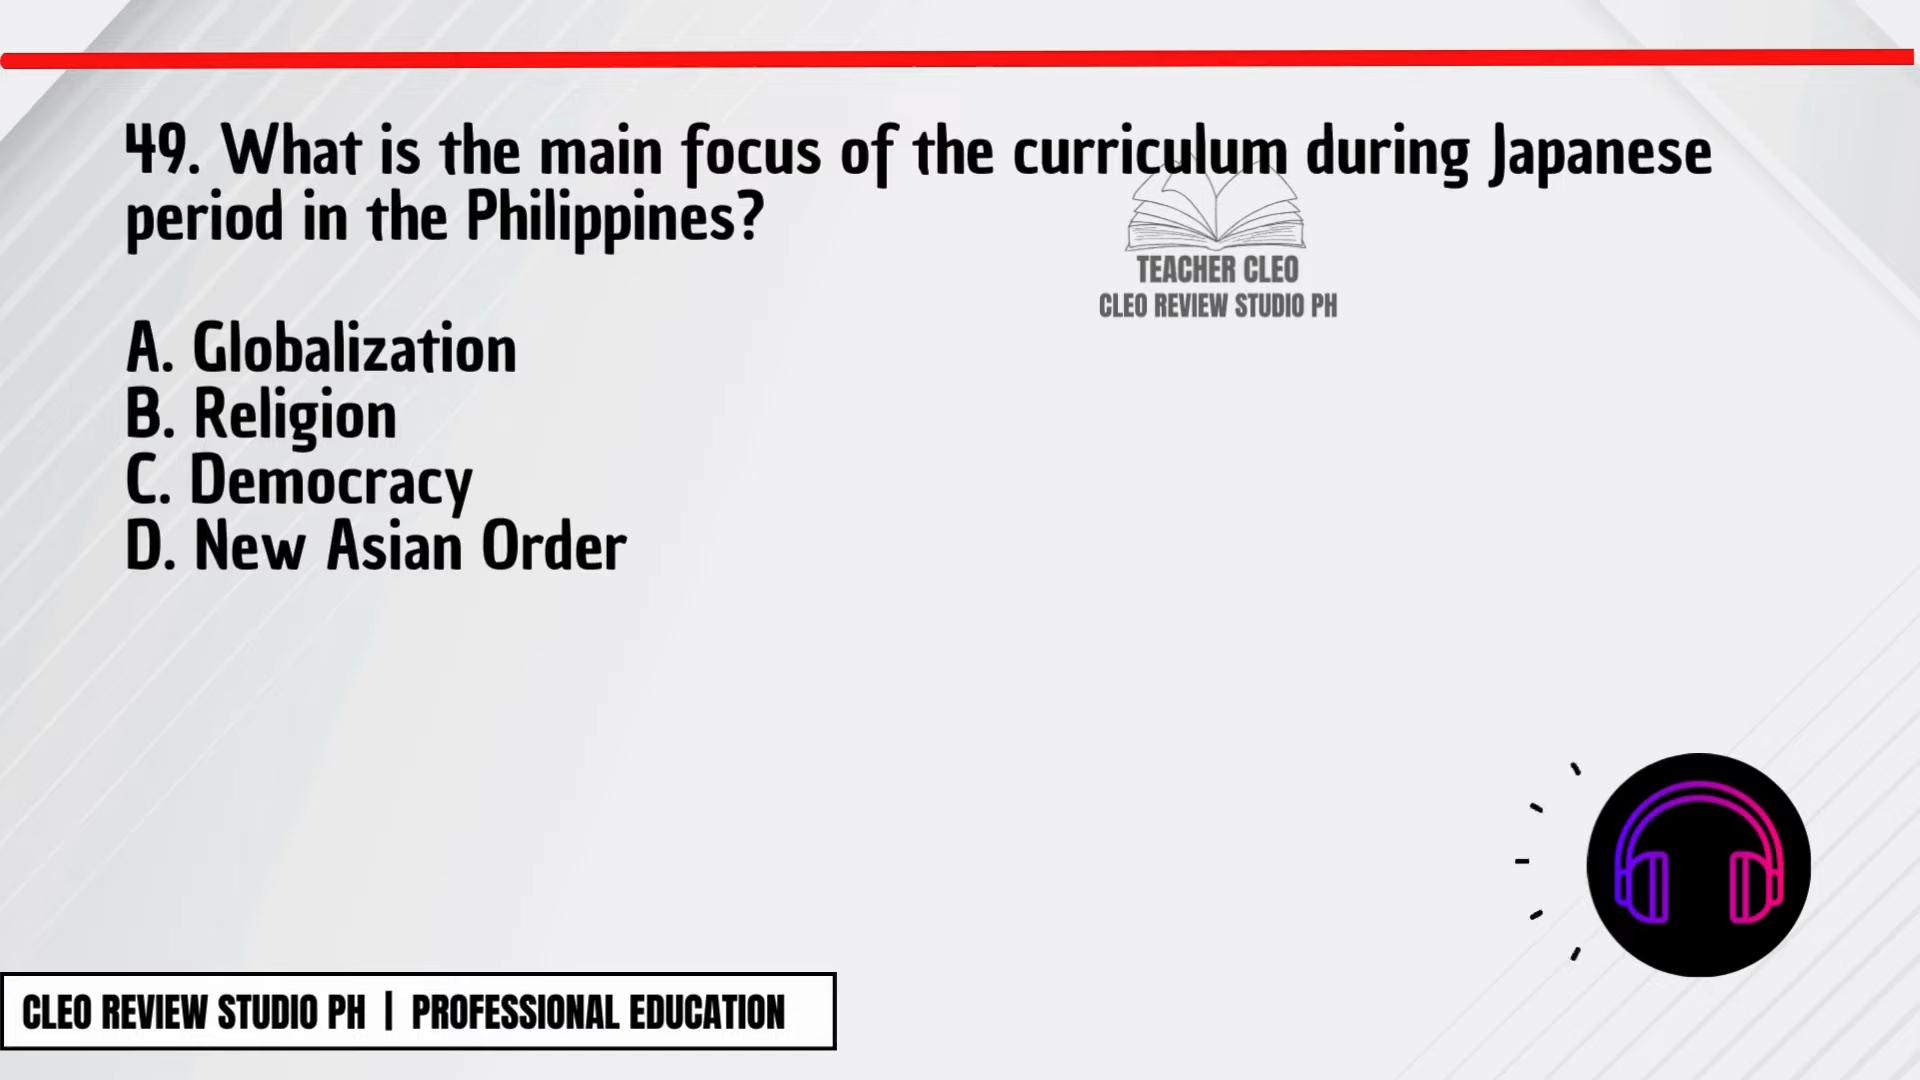 49. What is the main focus of the curriculum during Japanese
period in the Philippines?
TEACHER CLEO
CLEO REVIEW STUDIO PH
A. Globalization
B. Religion
C. Democracy
D. New Asian Order
CLEO REVIEW STUDIO PH | PROFESSIONAL EDUCATION